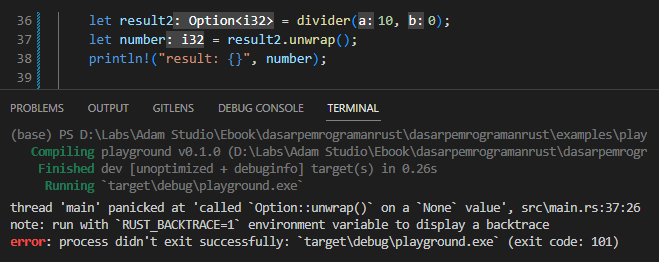 36 let result2: Option<i32> = divider(a: 10, b: 0);
37 let number: i32 = result2.unwrap();
38 println!("result: {}", number);
39
PROBLEMS OUTPUT GITLENS DEBUG CONSOLE TERMINAL
(base) PS D:\Labs\Adam Studio\Ebook\dasarpemrogramanrust\dasarpemrogramanrust\examples\play
Compiling playground v0.1.0 (D:\Labs\Adam Studio\Ebook\dasarpemrogramanrust\dasarpemrogr
Finished dev [unoptimized + debuginfo] target(s) in 0.26s
Running `target\debug\playground.exe`
thread 'main' panicked at 'called `Option::unwrap()` on a `None` value', src\main.rs:37:26
note: run with `RUST_BACKTRACE=1` environment variable to display a backtrace
error: process didn't exit successfully: `target\debug\playground.exe` (exit code: 101)